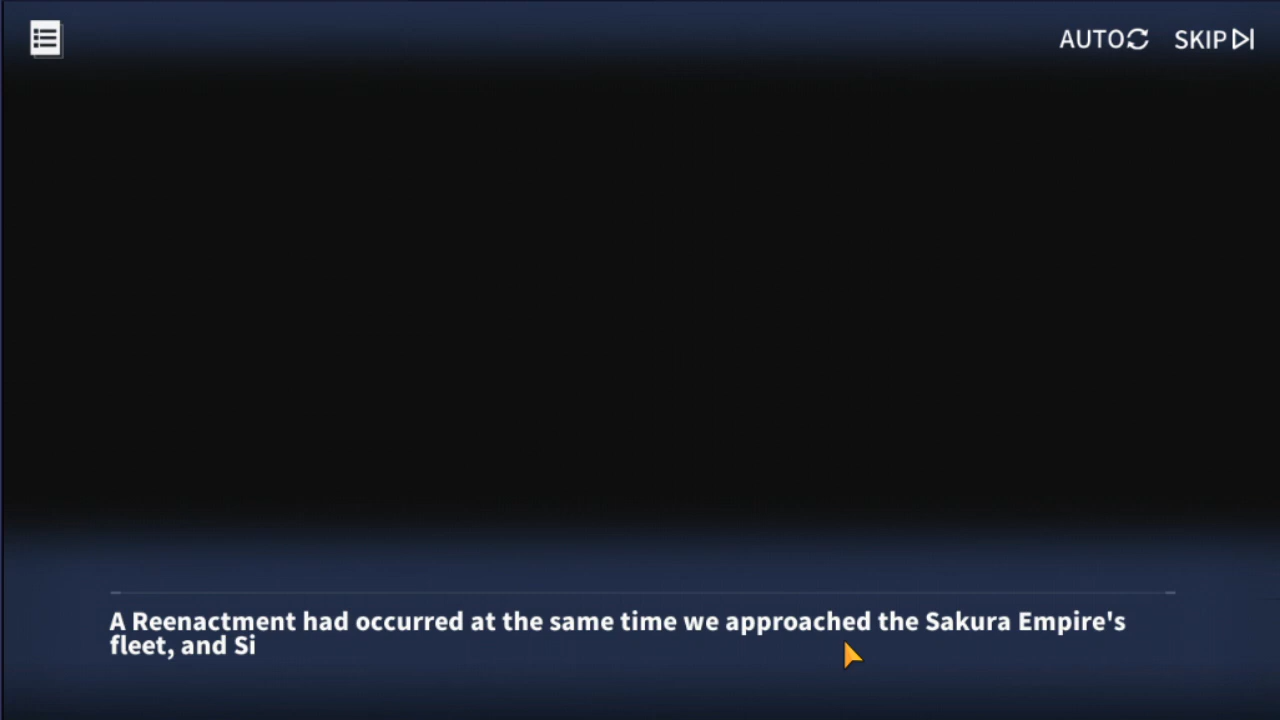 AUTO SKIP
A Reenactment had occurred at the same time we approached the Sakura Empire's
fleet, and Si